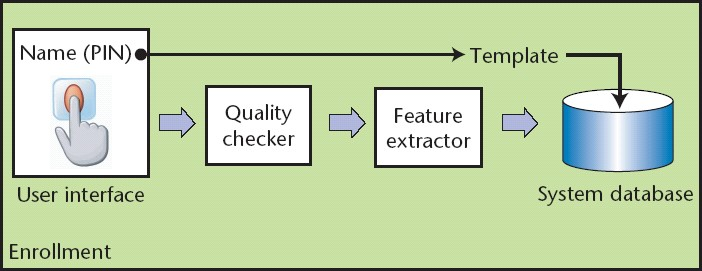 Name (PIN)
Template
Quality
checker
Feature
extractor
User interface
System database
Enrollment